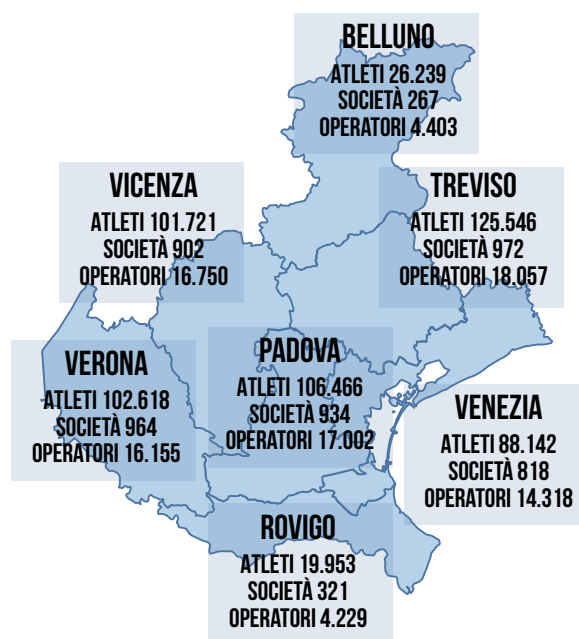 BELLUNO
ATLETI 26.239
SOCIETÀ 267
OPERATORI 4.403
VICENZA
ATLETI 101.721
SOCIETÀ 902
OPERATORI 16.750
TREVISO
ATLETI 125.546
SOCIETÀ 972
OPERATORI 18.057
VERONA
ATLETI 102.618
SOCIETÀ 964
OPERATORI 16.155
PADOVA
ATLETI 106.466
SOCIETÀ 934
OPERATORI 17.002
VENEZIA
ATLETI 88.142
SOCIETÀ 818
OPERATORI 14.318
ROVIGO
ATLETI 19.953
SOCIETÀ 321
OPERATORI 4.229